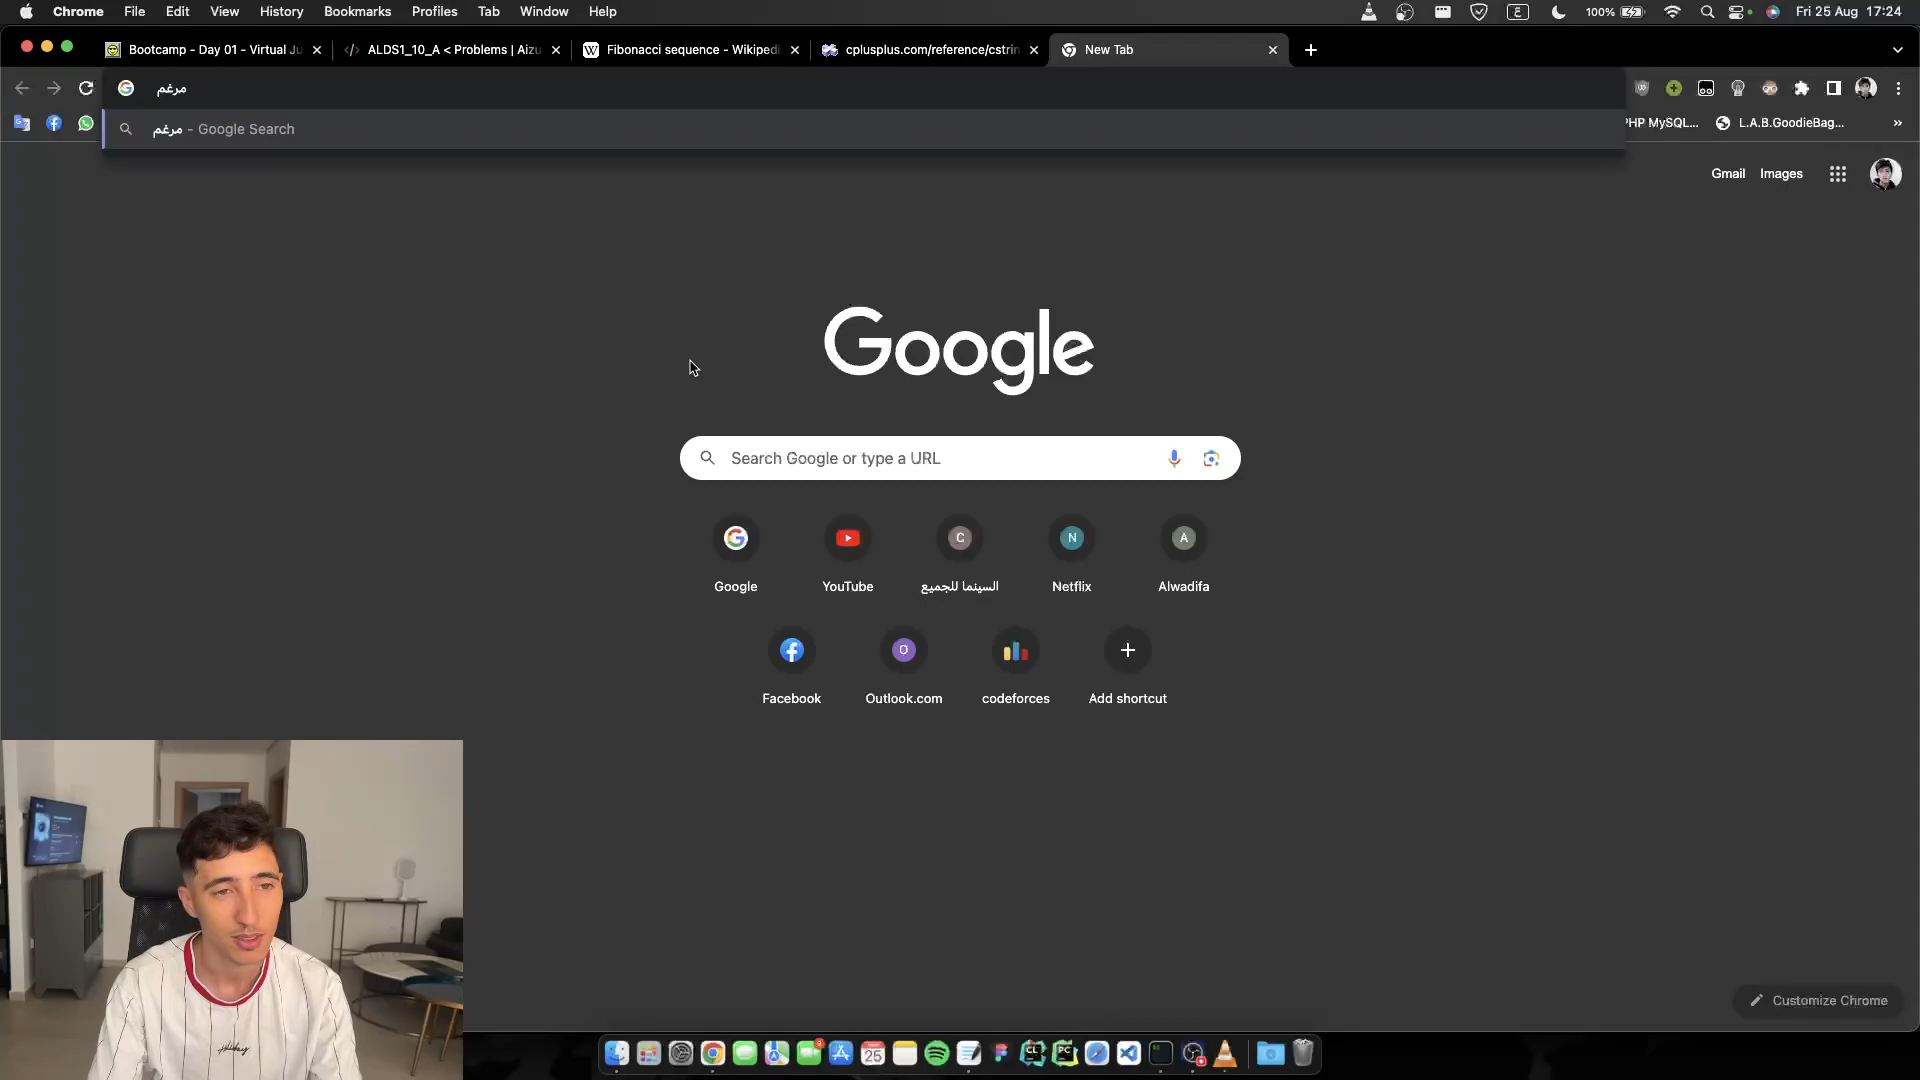 Chrome File Edit View History Bookmarks Profiles Tab Window Help 100% Fri 25 Aug 17:24
Bootcamp - Day 01 - Virtual Ju ALDS1_10_A < Problems | Aizu Fibonacci sequence - Wikipedi cplusplus.com/reference/cstrin New Tab
مرغم
مرغم - Google Search
PHP MySQL... L.A.B.GoodieBag... »
Gmail Images
Google
Search Google or type a URL
Google YouTube السينما للجميع Netflix Alwadifa
Facebook Outlook.com codeforces Add shortcut
Customize Chrome